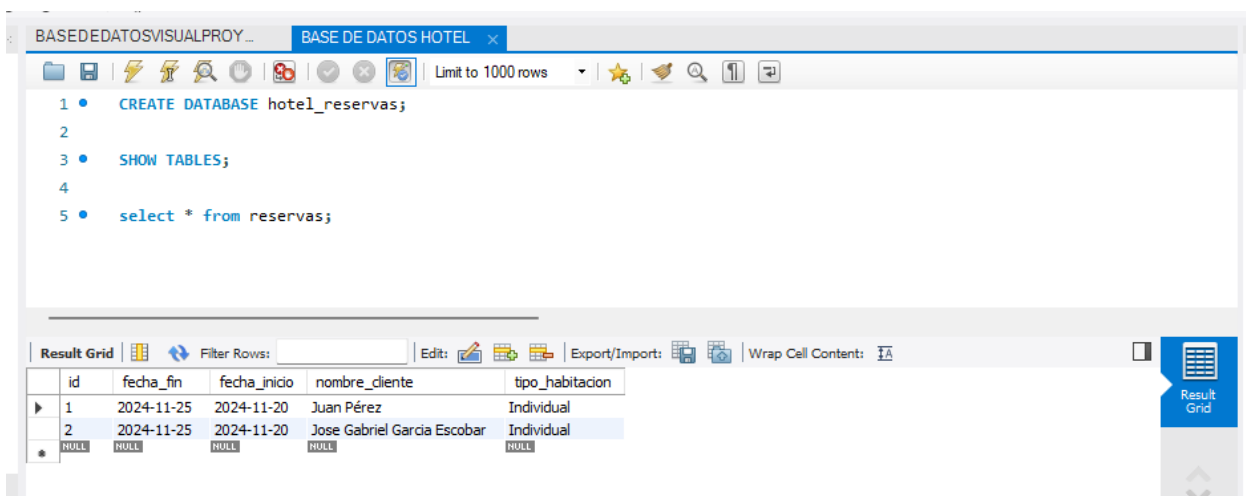 BASEDEDATOSVISUALPROY... BASE DE DATOS HOTEL
Limit to 1000 rows
1 CREATE DATABASE hotel_reservas;
2
3 SHOW TABLES;
4
5 select * from reservas;
Result Grid Filter Rows: Edit: Export/Import: Wrap Cell Content:
id fecha_fin fecha_inicio nombre_cliente tipo_habitacion
1 2024-11-25 2024-11-20 Juan Pérez Individual
2 2024-11-25 2024-11-20 Jose Gabriel Garcia Escobar Individual
NULL NULL NULL NULL NULL
Result
Grid